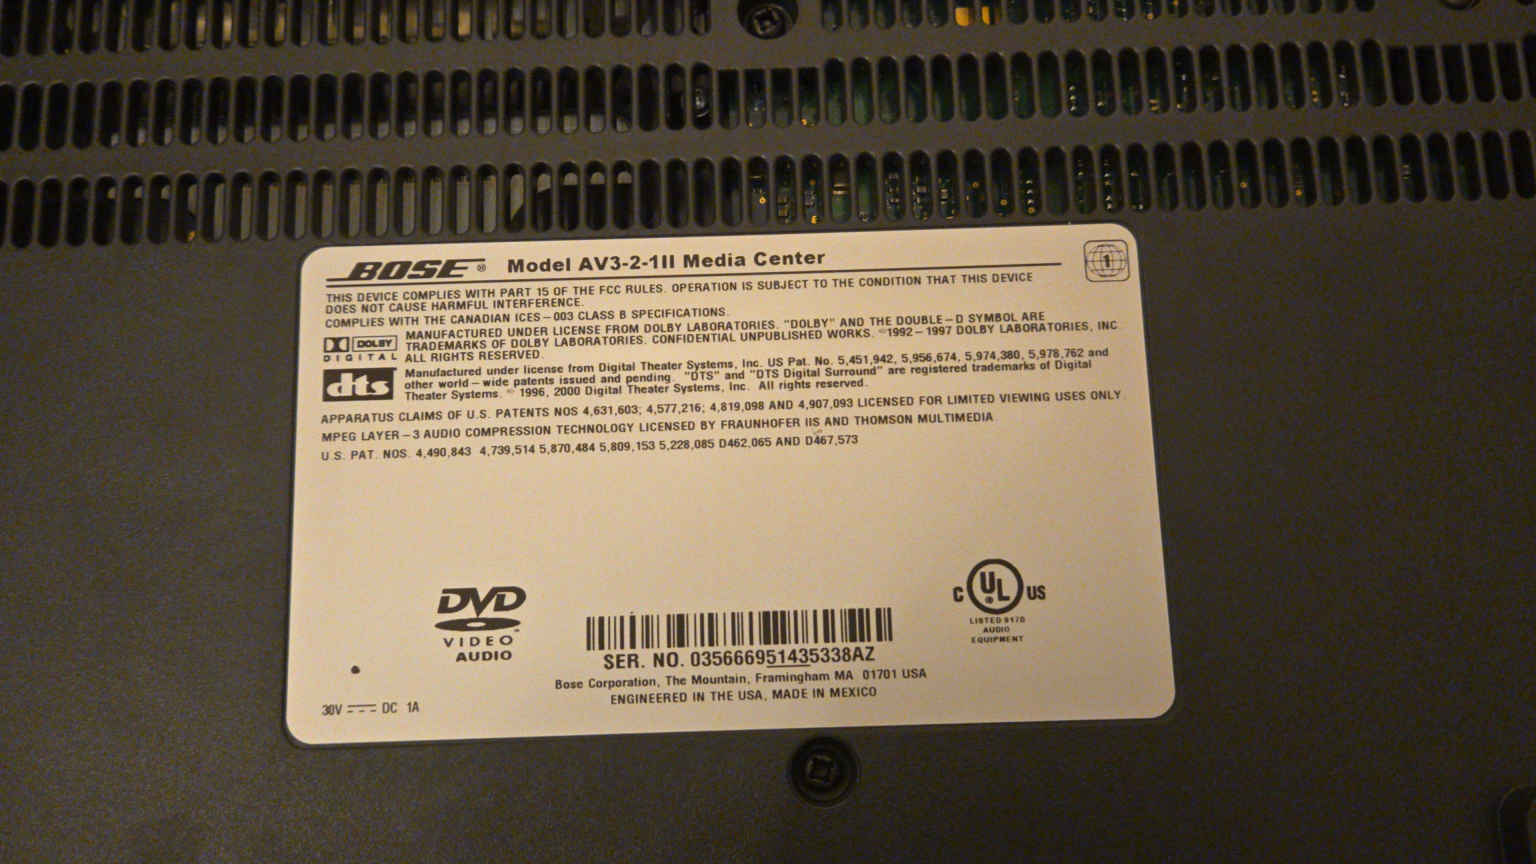 BOSE® Model AV3-2-1II Media Center
1
THIS DEVICE COMPLIES WITH PART 15 OF THE FCC RULES. OPERATION IS SUBJECT TO THE CONDITION THAT THIS DEVICE
DOES NOT CAUSE HARMFUL INTERFERENCE.
COMPLIES WITH THE CANADIAN ICES-003 CLASS B SPECIFICATIONS.
DOLBY
DIGITAL
MANUFACTURED UNDER LICENSE FROM DOLBY LABORATORIES. "DOLBY" AND THE DOUBLE-D SYMBOL ARE
TRADEMARKS OF DOLBY LABORATORIES. CONFIDENTIAL UNPUBLISHED WORKS. ©1992-1997 DOLBY LABORATORIES, INC.
ALL RIGHTS RESERVED.
dts
Manufactured under license from Digital Theater Systems, Inc. US Pat. No. 5,451,942, 5,956,674, 5,974,380, 5,978,762 and
other world-wide patents issued and pending. "DTS" and "DTS Digital Surround" are registered trademarks of Digital
Theater Systems. © 1996, 2000 Digital Theater Systems, Inc. All rights reserved.
APPARATUS CLAIMS OF U.S. PATENTS NOS 4,631,603; 4,577,216; 4,819,098 AND 4,907,093 LICENSED FOR LIMITED VIEWING USES ONLY.
MPEG LAYER-3 AUDIO COMPRESSION TECHNOLOGY LICENSED BY FRAUNHOFER IIS AND THOMSON MULTIMEDIA
U.S. PAT. NOS. 4,490,843 4,739,514 5,870,484 5,809,153 5,228,085 D462,065 AND D467,573
DVD
VIDEO
AUDIO
™
C UL® US
LISTED 917D
AUDIO
EQUIPMENT
SER. NO. 035666951435338AZ
Bose Corporation, The Mountain, Framingham MA 01701 USA
ENGINEERED IN THE USA, MADE IN MEXICO
30V DC 1A